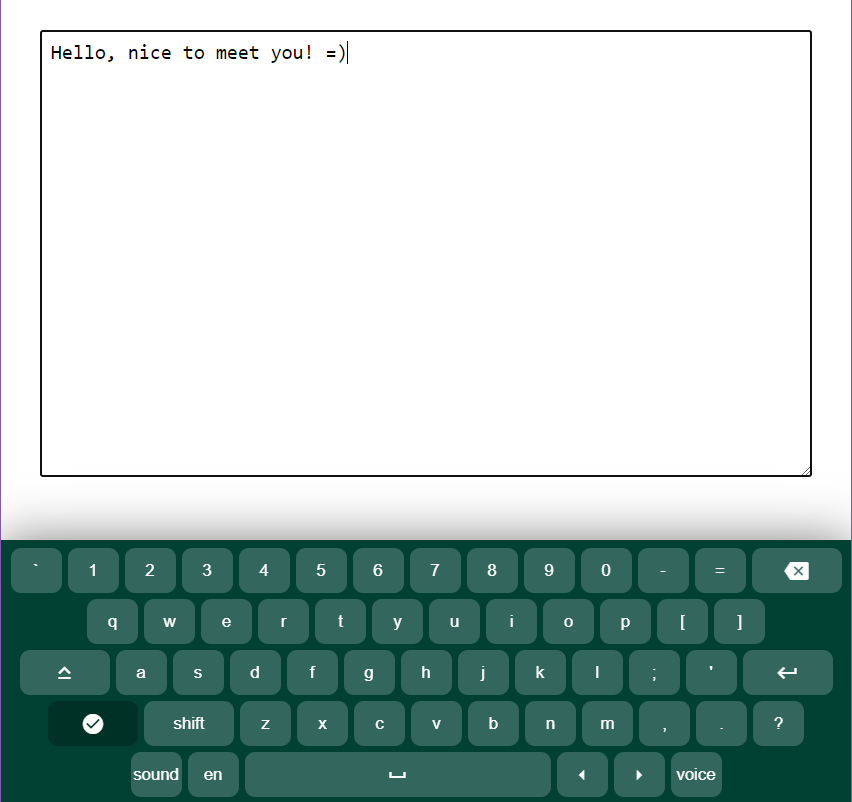 Hello, nice to meet you! =)
` 1 2 3 4 5 6 7 8 9 0 - =
q w e r t y u i o p [ ]
a s d f g h j k l ; '
shift z x c v b n m , . ?
sound en voice